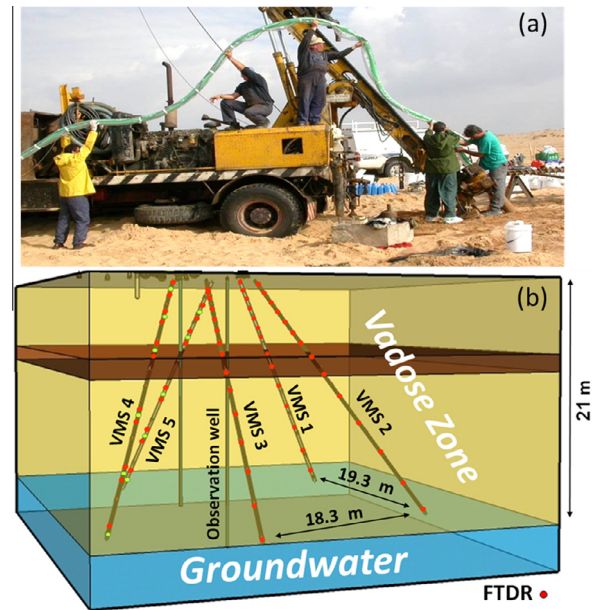 (a)
(b)
Vadose Zone
21 m
VMS 4
VMS 5
Observation well
VMS 3
VMS 1
VMS 2
19.3 m
18.3 m
Groundwater
FTDR